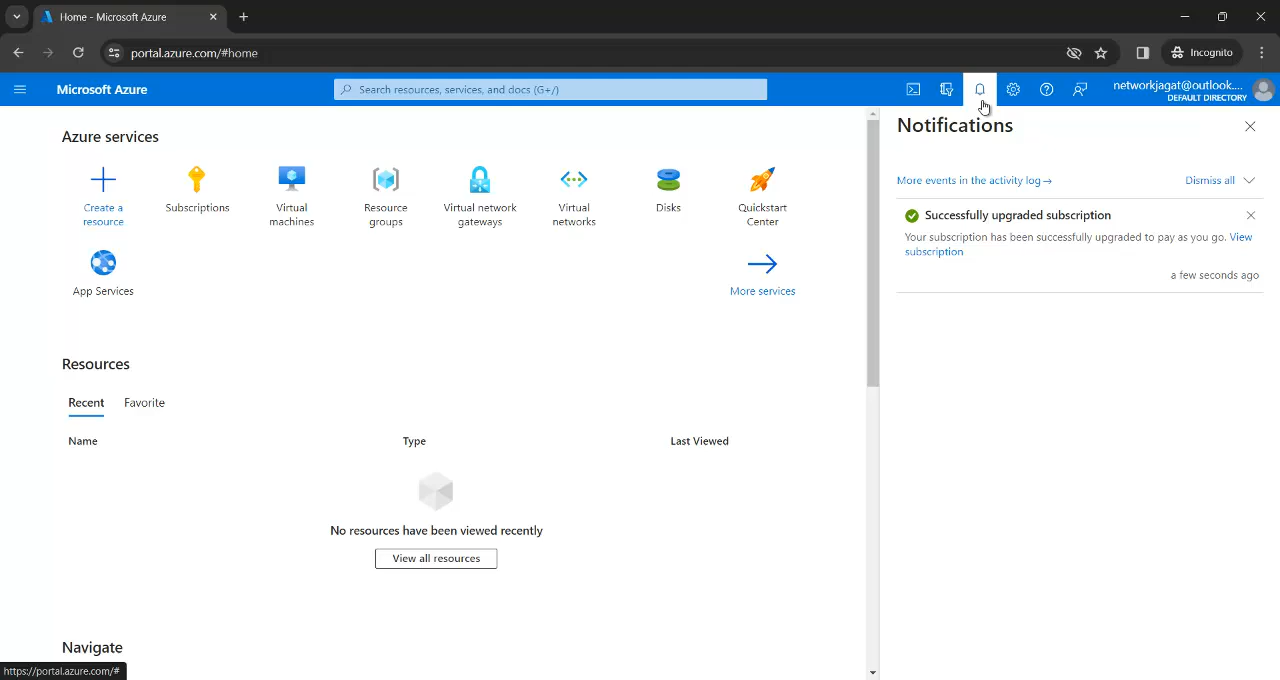 Home - Microsoft Azure
portal.azure.com/#home
Incognito
Microsoft Azure
Search resources, services, and docs (G+/)
networkjagat@outlook....
DEFAULT DIRECTORY
Azure services
Create a resource
Subscriptions
Virtual machines
Resource groups
Virtual network gateways
Virtual networks
Disks
Quickstart Center
App Services
More services
Resources
Recent
Favorite
Name
Type
Last Viewed
No resources have been viewed recently
View all resources
Navigate
https://portal.azure.com/#
Notifications
More events in the activity log→
Dismiss all
Successfully upgraded subscription
Your subscription has been successfully upgraded to pay as you go. View
subscription
a few seconds ago